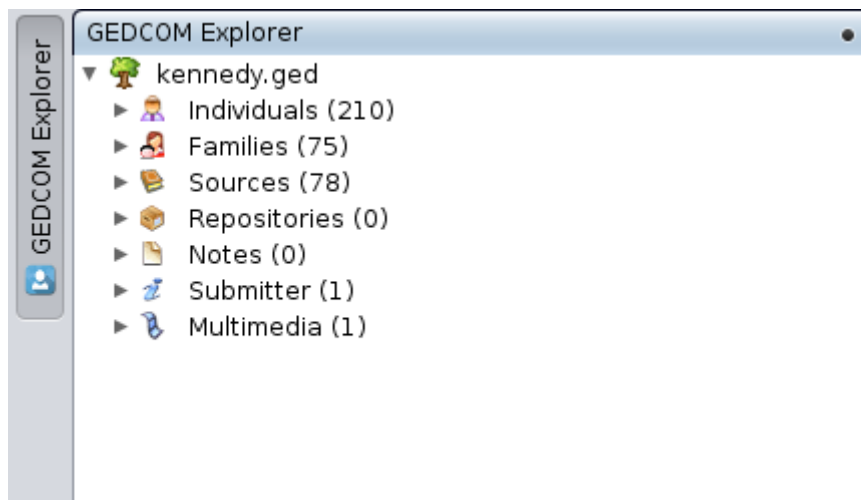 GEDCOM Explorer
GEDCOM Explorer
kennedy.ged
Individuals (210)
Families (75)
Sources (78)
Repositories (0)
Notes (0)
Submitter (1)
Multimedia (1)